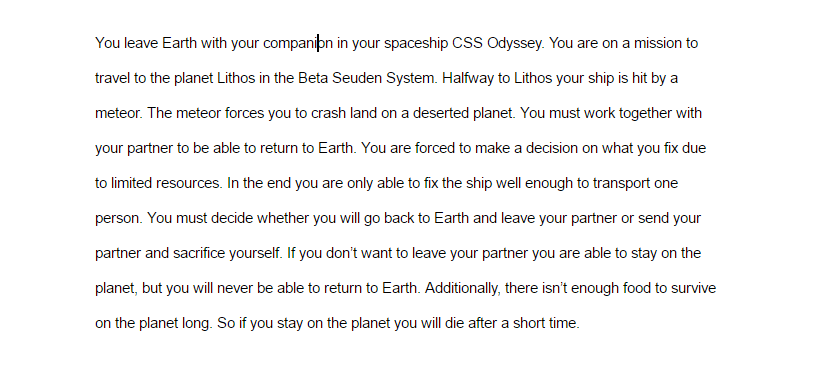 You leave Earth with your companion in your spaceship CSS Odyssey. You are on a mission to
travel to the planet Lithos in the Beta Seuden System. Halfway to Lithos your ship is hit by a
meteor. The meteor forces you to crash land on a deserted planet. You must work together with
your partner to be able to return to Earth. You are forced to make a decision on what you fix due
to limited resources. In the end you are only able to fix the ship well enough to transport one
person. You must decide whether you will go back to Earth and leave your partner or send your
partner and sacrifice yourself. If you don’t want to leave your partner you are able to stay on the
planet, but you will never be able to return to Earth. Additionally, there isn’t enough food to survive
on the planet long. So if you stay on the planet you will die after a short time.